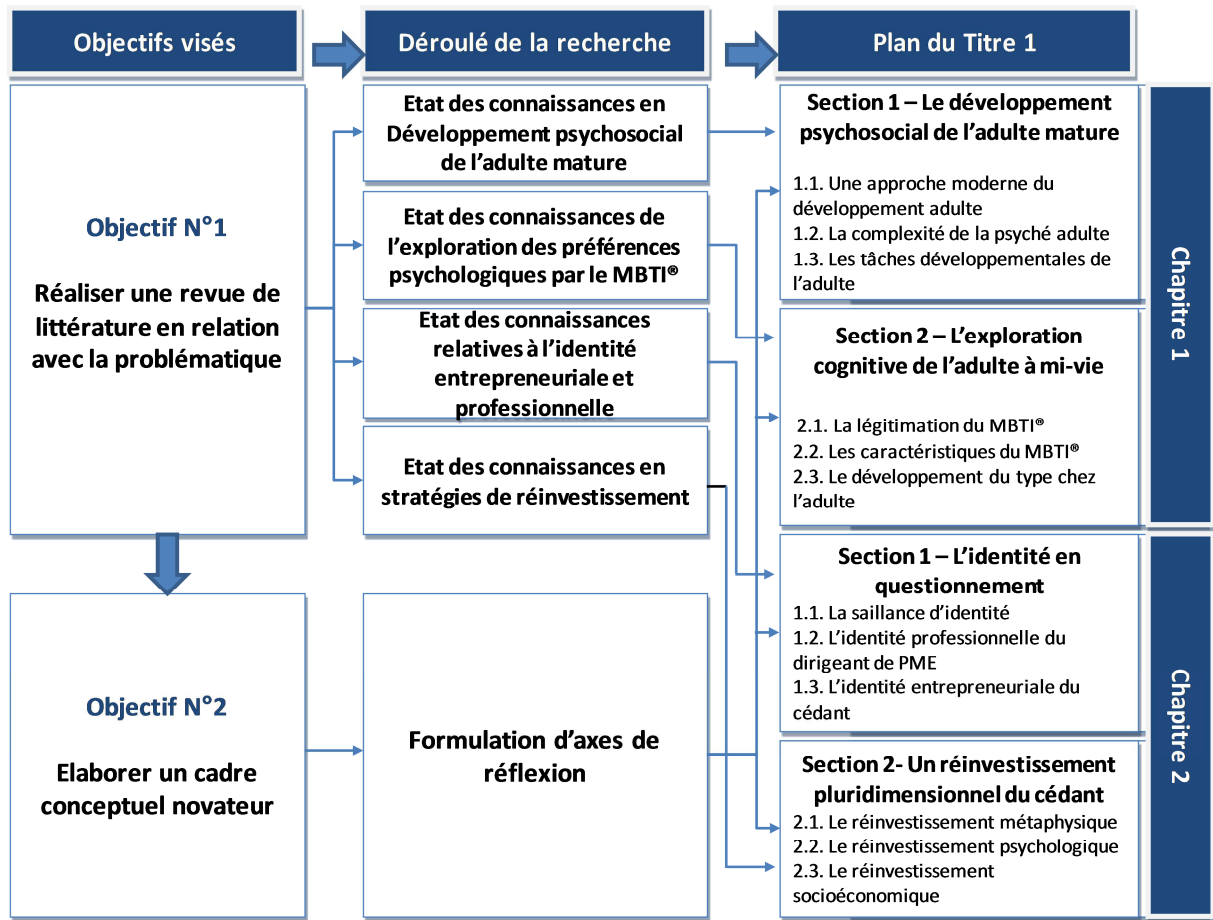 Objectifs visés
Déroulé de la recherche
Plan du Titre 1
Objectif N°1
Réaliser une revue de
littérature en relation
avec la problématique
Etat des connaissances en
Développement psychosocial
de l’adulte mature
Etat des connaissances de
l’exploration des préférences
psychologiques par le MBTI®
Etat des connaissances
relatives à l’identité
entrepreneuriale et
professionnelle
Etat des connaissances en
stratégies de réinvestissement
Section 1 – Le développement
psychosocial de l’adulte mature
1.1. Une approche moderne du
développement adulte
1.2. La complexité de la psyché adulte
1.3. Les tâches développementales de
l’adulte
Section 2 – L’exploration
cognitive de l’adulte à mi-vie
2.1. La légitimation du MBTI®
2.2. Les caractéristiques du MBTI®
2.3. Le développement du type chez
l’adulte
Chapitre 1
Objectif N°2
Elaborer un cadre
conceptuel novateur
Formulation d’axes de
réflexion
Section 1 – L’identité en
questionnement
1.1. La saillance d’identité
1.2. L’identité professionnelle du
dirigeant de PME
1.3. L’identité entrepreneuriale du
cédant
Section 2- Un réinvestissement
pluridimensionnel du cédant
2.1. Le réinvestissement métaphysique
2.2. Le réinvestissement psychologique
2.3. Le réinvestissement
socioéconomique
Chapitre 2